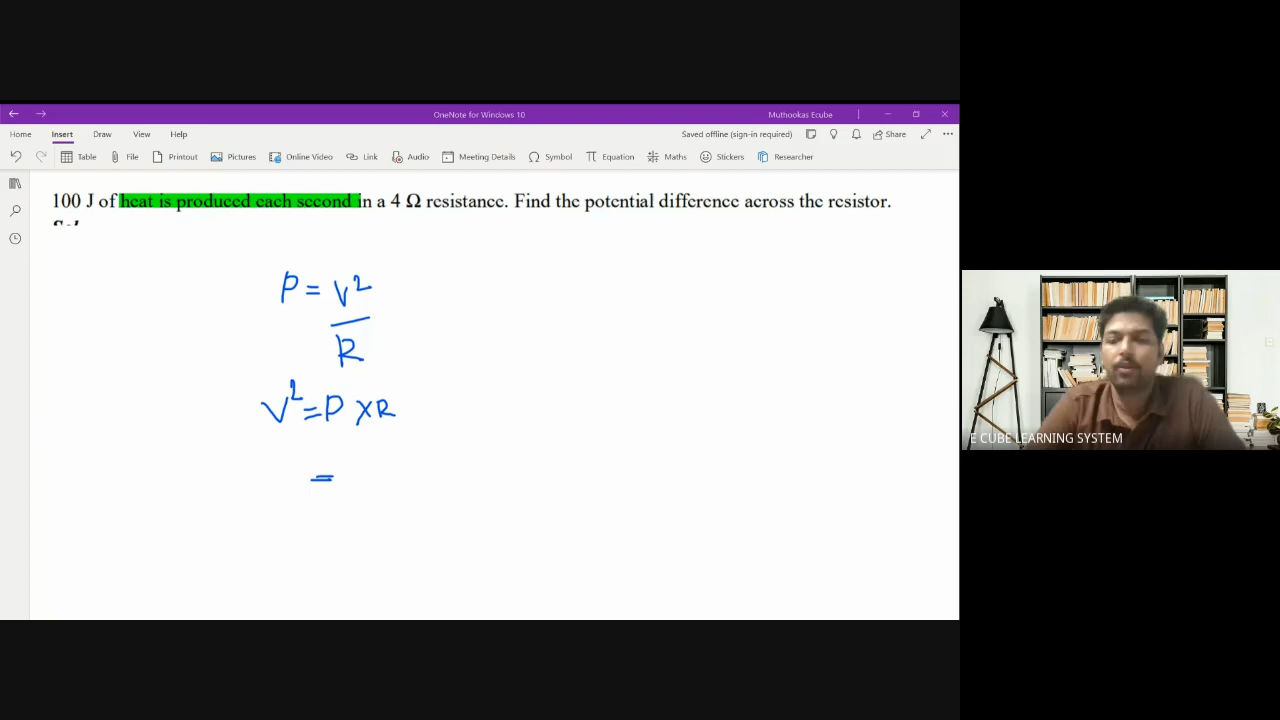 OneNote for Windows 10
Muthookas Ecube
Home Insert Draw View Help
Saved offline (sign-in required) Share
Table File Printout Pictures Online Video Link Audio Meeting Details Symbol Equation Maths Stickers Researcher
100 J of heat is produced each second in a 4 Ω resistance. Find the potential difference across the resistor.
P = V²
R
V² = P × R
=
E CUBE LEARNING SYSTEM